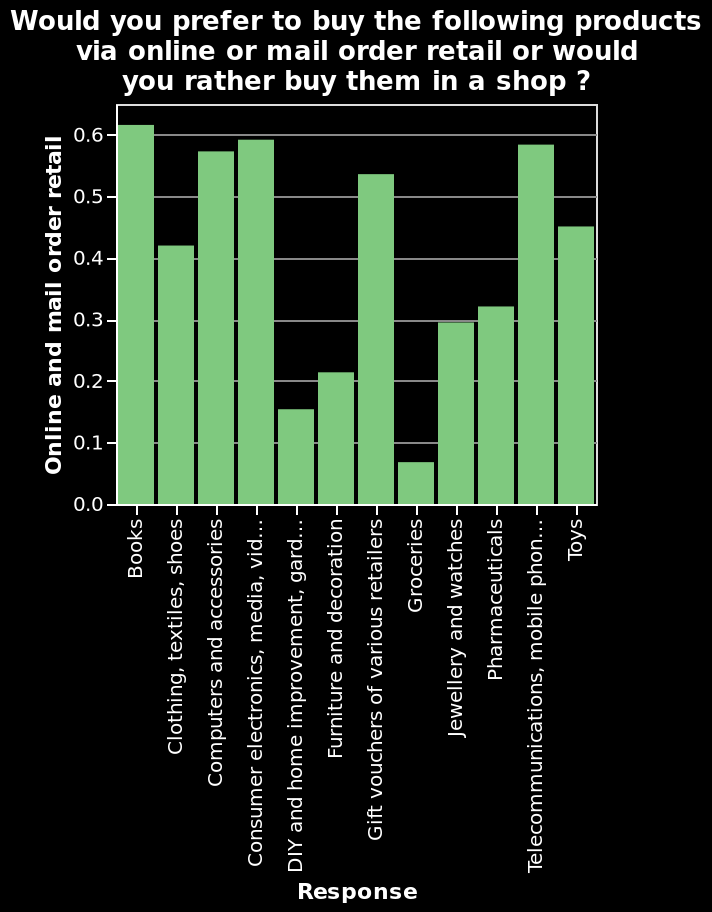 Would you prefer to buy the following products
via online or mail order retail or would
you rather buy them in a shop ?
Online and mail order retail
0.6
0.5
0.4
0.3
0.2
0.1
0.0
Books
Clothing, textiles, shoes
Computers and accessories
Consumer electronics, media, vid...
DIY and home improvement, gard...
Furniture and decoration
Gift vouchers of various retailers
Groceries
Jewellery and watches
Pharmaceuticals
Telecommunications, mobile phon...
Toys
Response